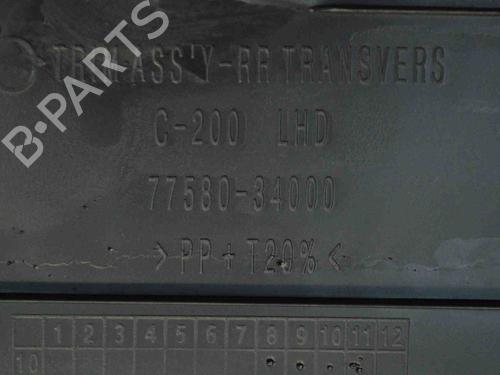 B-PARTS
TRIM ASS'Y-RR TRANSVERS
C-200 LHD
77580-34000
>PP+T20%<
1 2 3 4 5 6 7 8 9 10 11 12
10